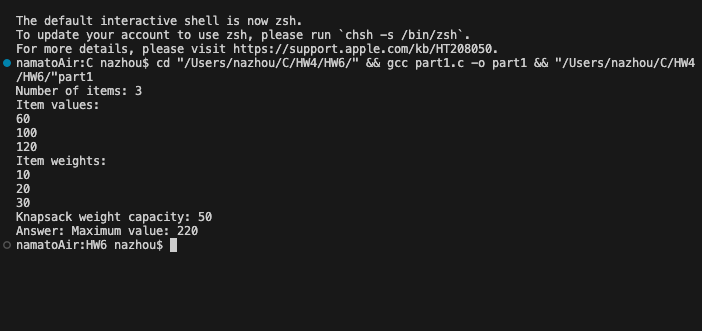 The default interactive shell is now zsh.
To update your account to use zsh, please run `chsh -s /bin/zsh`.
For more details, please visit https://support.apple.com/kb/HT208050.
namatoAir:C nazhou$ cd "/Users/nazhou/C/HW4/HW6/" && gcc part1.c -o part1 && "/Users/nazhou/C/HW4
/HW6/"part1
Number of items: 3
Item values:
60
100
120
Item weights:
10
20
30
Knapsack weight capacity: 50
Answer: Maximum value: 220
namatoAir:HW6 nazhou$